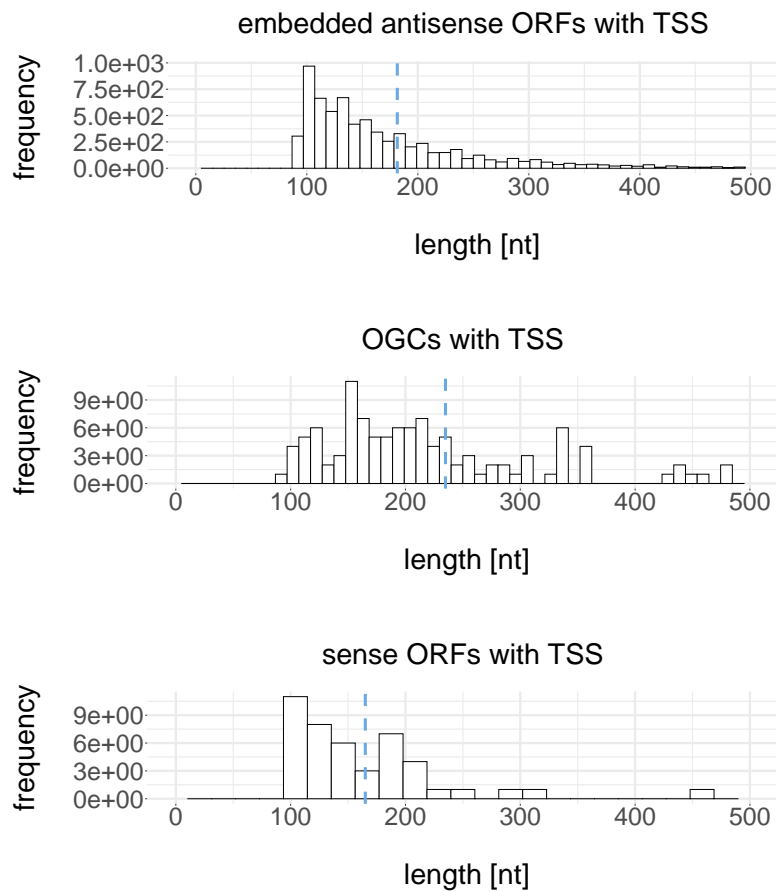 embedded antisense ORFs with TSS
frequency
1.0e+03
7.5e+02
5.0e+02
2.5e+02
0.0e+00
0 100 200 300 400 500
length [nt]
OGCs with TSS
frequency
9e+00
6e+00
3e+00
0e+00
0 100 200 300 400 500
length [nt]
sense ORFs with TSS
frequency
9e+00
6e+00
3e+00
0e+00
0 100 200 300 400 500
length [nt]